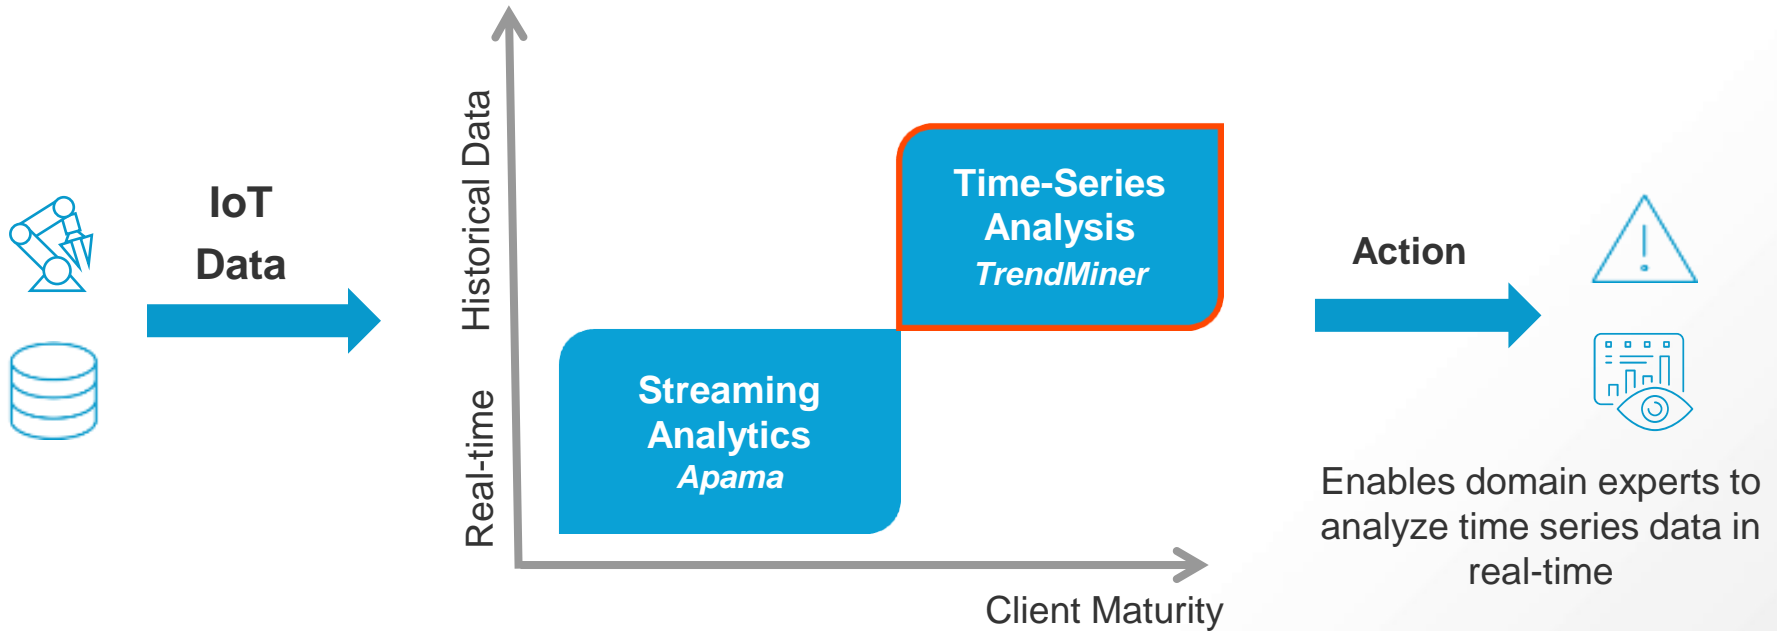 IoT
Data
Historical Data
Real-time
Time-Series
Analysis
TrendMiner
Streaming
Analytics
Apama
Client Maturity
Action
Enables domain experts to
analyze time series data in
real-time